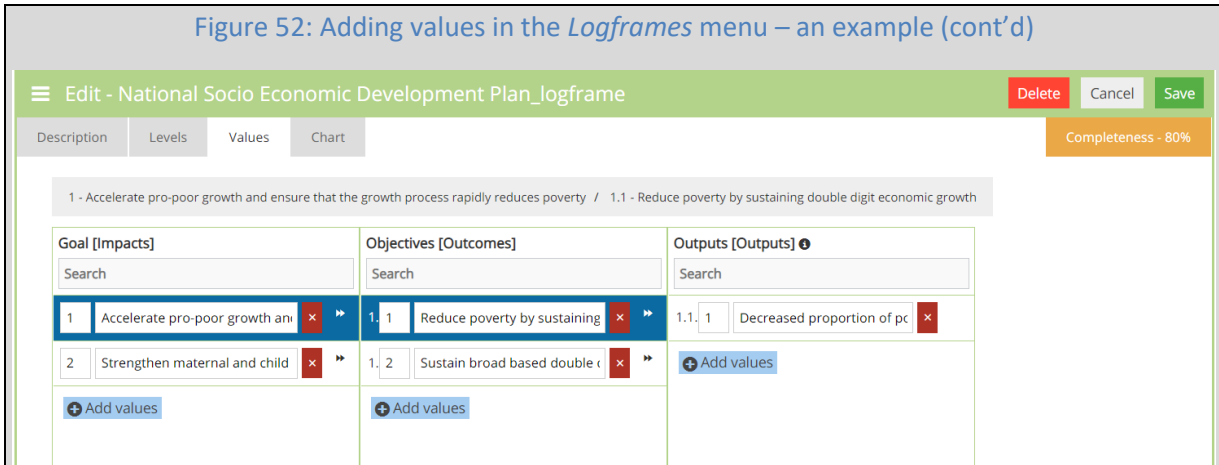 Figure 52: Adding values in the Logframes menu – an example (cont’d)
Edit - National Socio Economic Development Plan_logframe
Delete Cancel Save
Description Levels Values Chart
Completeness - 80%
1 - Accelerate pro-poor growth and ensure that the growth process rapidly reduces poverty / 1.1 - Reduce poverty by sustaining double digit economic growth
Goal [Impacts] Objectives [Outcomes] Outputs [Outputs]
Search Search Search
1 Accelerate pro-poor growth and × 1. 1 Reduce poverty by sustaining × 1.1. 1 Decreased proportion of ×
2 Strengthen maternal and child × 1. 2 Sustain broad based double × Add values
Add values Add values